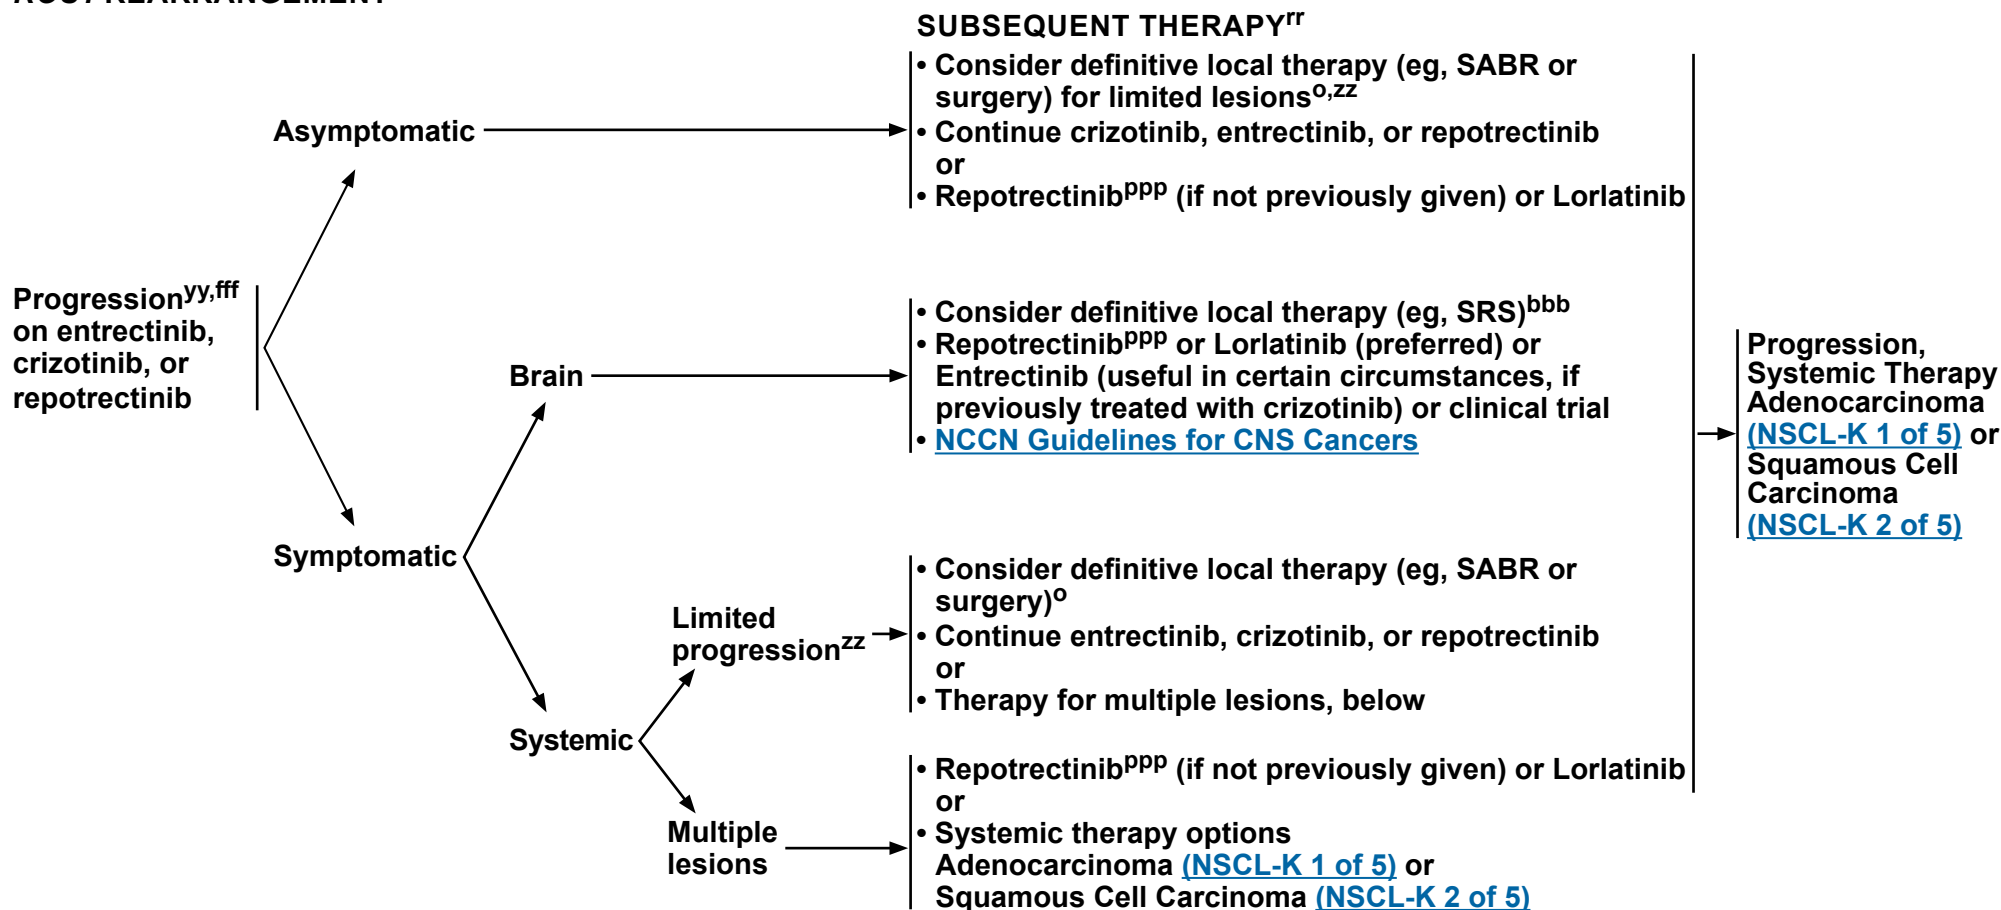 SUBSEQUENT THERAPYrr
Asymptomatic
• Consider definitive local therapy (eg, SABR or
surgery) for limited lesionso,zz
• Continue crizotinib, entrectinib, or repotrectinib
or
• Repotrectinibppp (if not previously given) or Lorlatinib
Progressionyy,fff
on entrectinib,
crizotinib, or
repotrectinib
Symptomatic
Brain
• Consider definitive local therapy (eg, SRS)bbb
• Repotrectinibppp or Lorlatinib (preferred) or
Entrectinib (useful in certain circumstances, if
previously treated with crizotinib) or clinical trial
• NCCN Guidelines for CNS Cancers
Systemic
Limited
progressionzz
• Consider definitive local therapy (eg, SABR or
surgery)o
• Continue entrectinib, crizotinib, or repotrectinib
or
• Therapy for multiple lesions, below
Multiple
lesions
• Repotrectinibppp (if not previously given) or Lorlatinib
or
• Systemic therapy options
Adenocarcinoma (NSCL-K 1 of 5) or
Squamous Cell Carcinoma (NSCL-K 2 of 5)
Progression,
Systemic Therapy
Adenocarcinoma
(NSCL-K 1 of 5) or
Squamous Cell
Carcinoma
(NSCL-K 2 of 5)